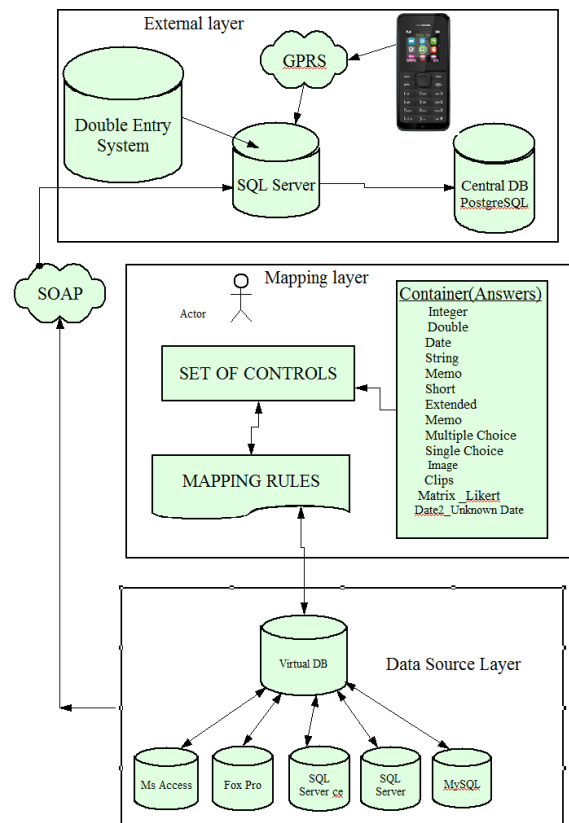 External layer
GPRS
Double Entry
System
SQL Server
Central DB
PostgreSQL
SOAP
Mapping layer
Actor
Container(Answers)
Integer
Double
Date
String
Memo
Short
Extended
Memo
Multiple Choice
Single Choice
Image
Clips
Matrix _Likert
Date2_Unknown Date
SET OF CONTROLS
MAPPING RULES
Virtual DB
Data Source Layer
Ms Access
Fox Pro
SQL
Server ce
SQL
Server
MySQL